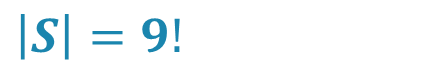 |S| = 9!